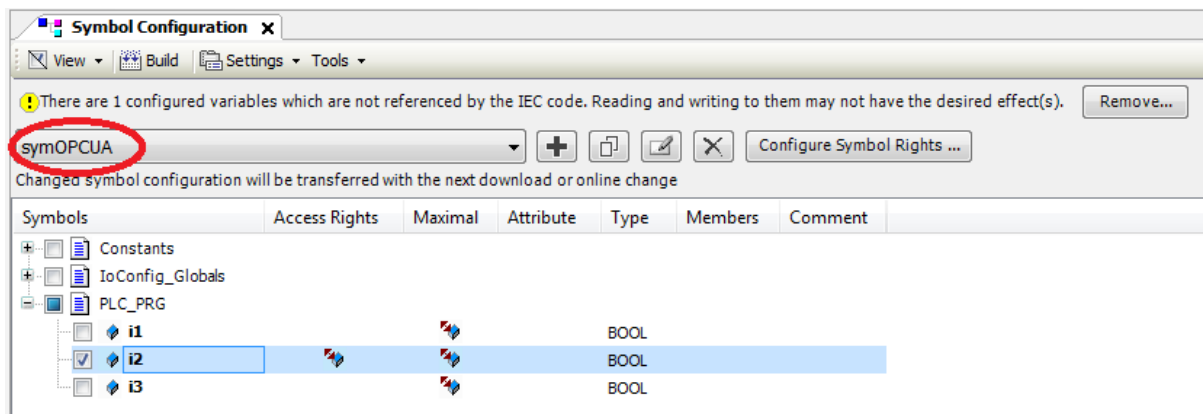 Symbol Configuration X
View Build Settings Tools
There are 1 configured variables which are not referenced by the IEC code. Reading and writing to them may not have the desired effect(s). Remove...
symOPCUA Configure Symbol Rights ...
Changed symbol configuration will be transferred with the next download or online change
Symbols Access Rights Maximal Attribute Type Members Comment
Constants
IoConfig_Globals
PLC_PRG
i1 BOOL
i2 BOOL
i3 BOOL